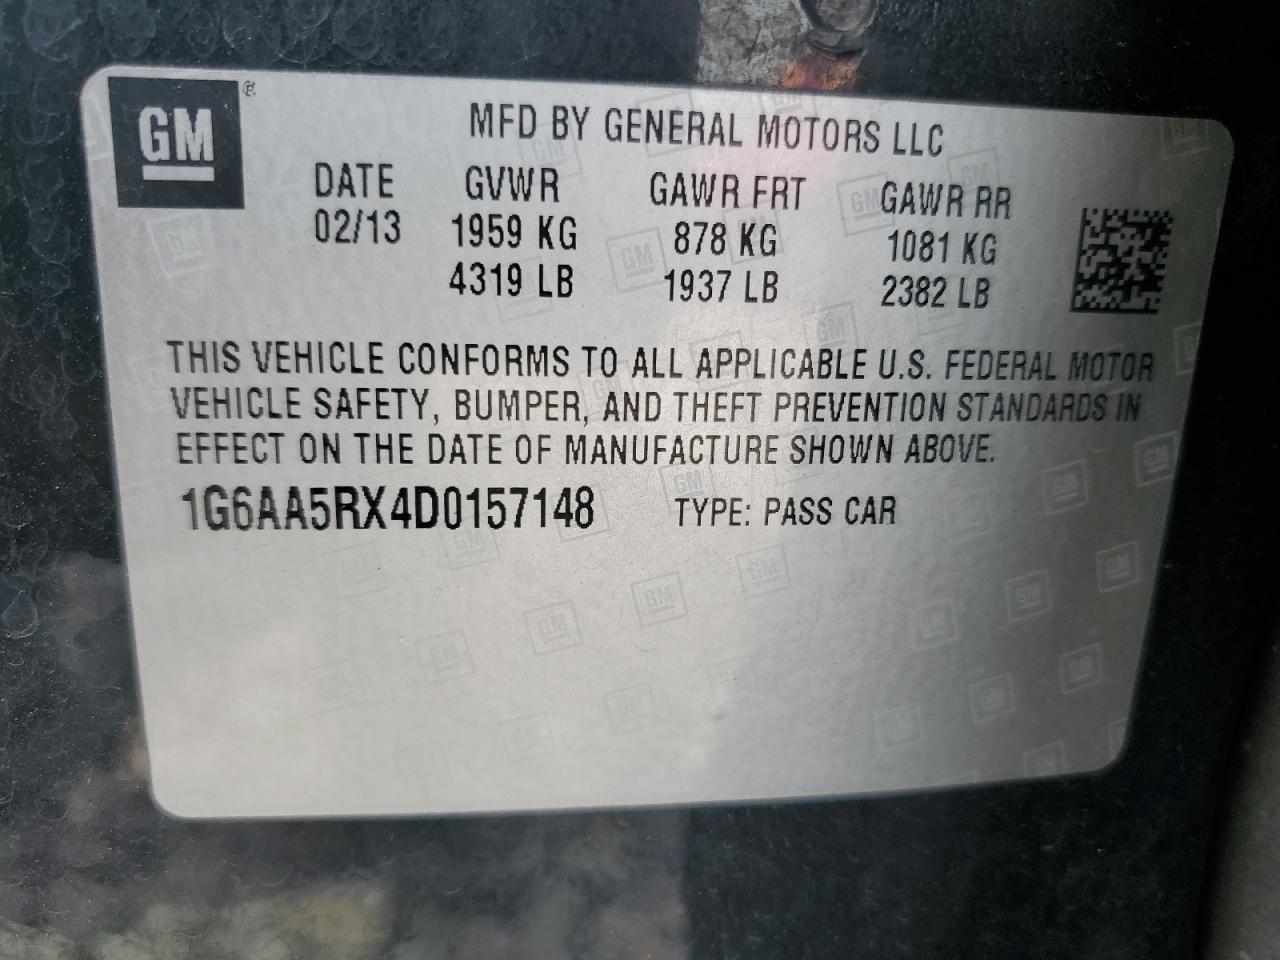 GM®
MFD BY GENERAL MOTORS LLC
DATE GVWR GAWR FRT GAWR RR
02/13 1959 KG 878 KG 1081 KG
4319 LB 1937 LB 2382 LB
THIS VEHICLE CONFORMS TO ALL APPLICABLE U.S. FEDERAL MOTOR
VEHICLE SAFETY, BUMPER, AND THEFT PREVENTION STANDARDS IN
EFFECT ON THE DATE OF MANUFACTURE SHOWN ABOVE.
1G6AA5RX4D0157148 TYPE: PASS CAR